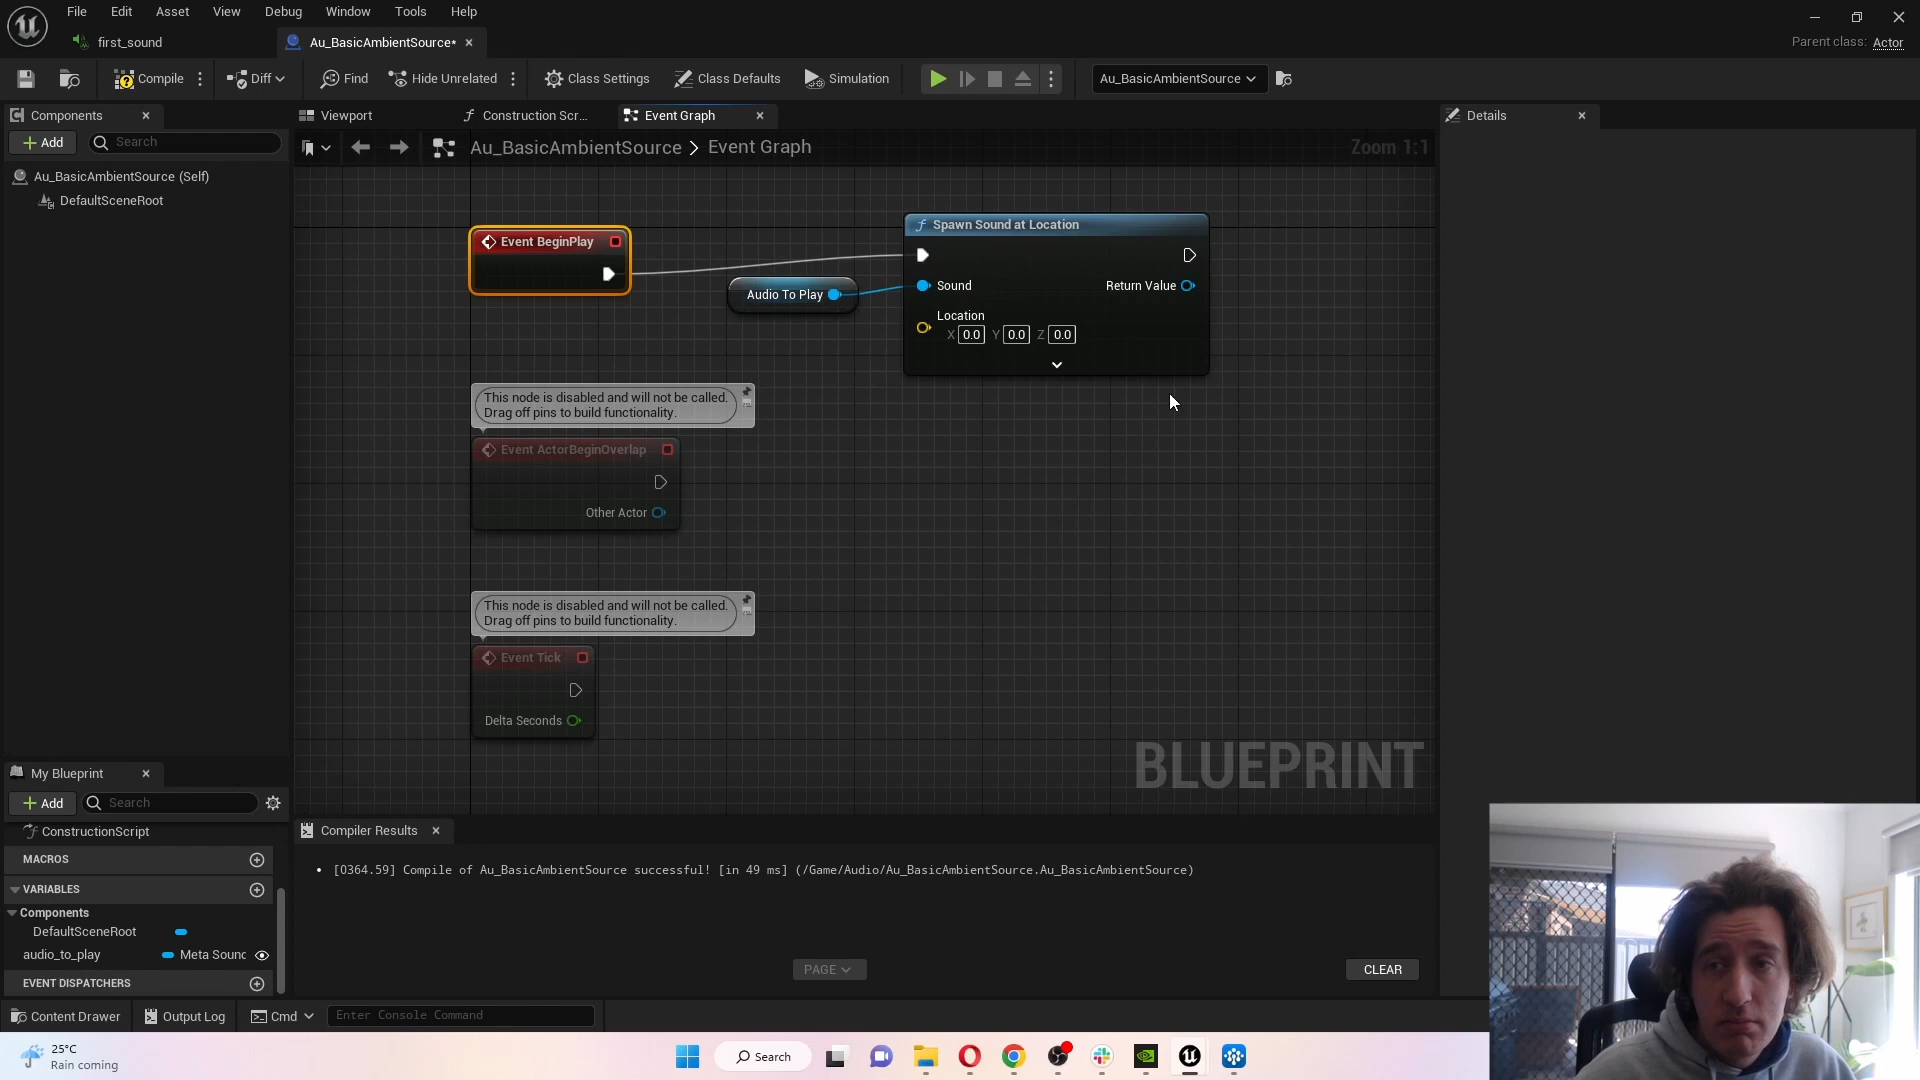 File Edit Asset View Debug Window Tools Help
first_sound
Au_BasicAmbientSource*
Parent class: Actor
Compile
Diff
Find
Hide Unrelated
Class Settings
Class Defaults
Simulation
Au_BasicAmbientSource
Components
Add
Search
Au_BasicAmbientSource (Self)
DefaultSceneRoot
Viewport
Construction Scr...
Event Graph
Au_BasicAmbientSource > Event Graph
Zoom 1:1
Event BeginPlay
Audio To Play
Spawn Sound at Location
Sound
Return Value
Location
X 0.0 Y 0.0 Z 0.0
This node is disabled and will not be called.
Drag off pins to build functionality.
Event ActorBeginOverlap
Other Actor
This node is disabled and will not be called.
Drag off pins to build functionality.
Event Tick
Delta Seconds
BLUEPRINT
Details
My Blueprint
Add
Search
ConstructionScript
MACROS
VARIABLES
Components
DefaultSceneRoot
audio_to_play
Meta Sounc
EVENT DISPATCHERS
Compiler Results
[0364.59] Compile of Au_BasicAmbientSource successful! [in 49 ms] (/Game/Audio/Au_BasicAmbientSource.Au_BasicAmbientSource)
PAGE
CLEAR
Content Drawer
Output Log
Cmd
Enter Console Command
25°C
Rain coming
Search